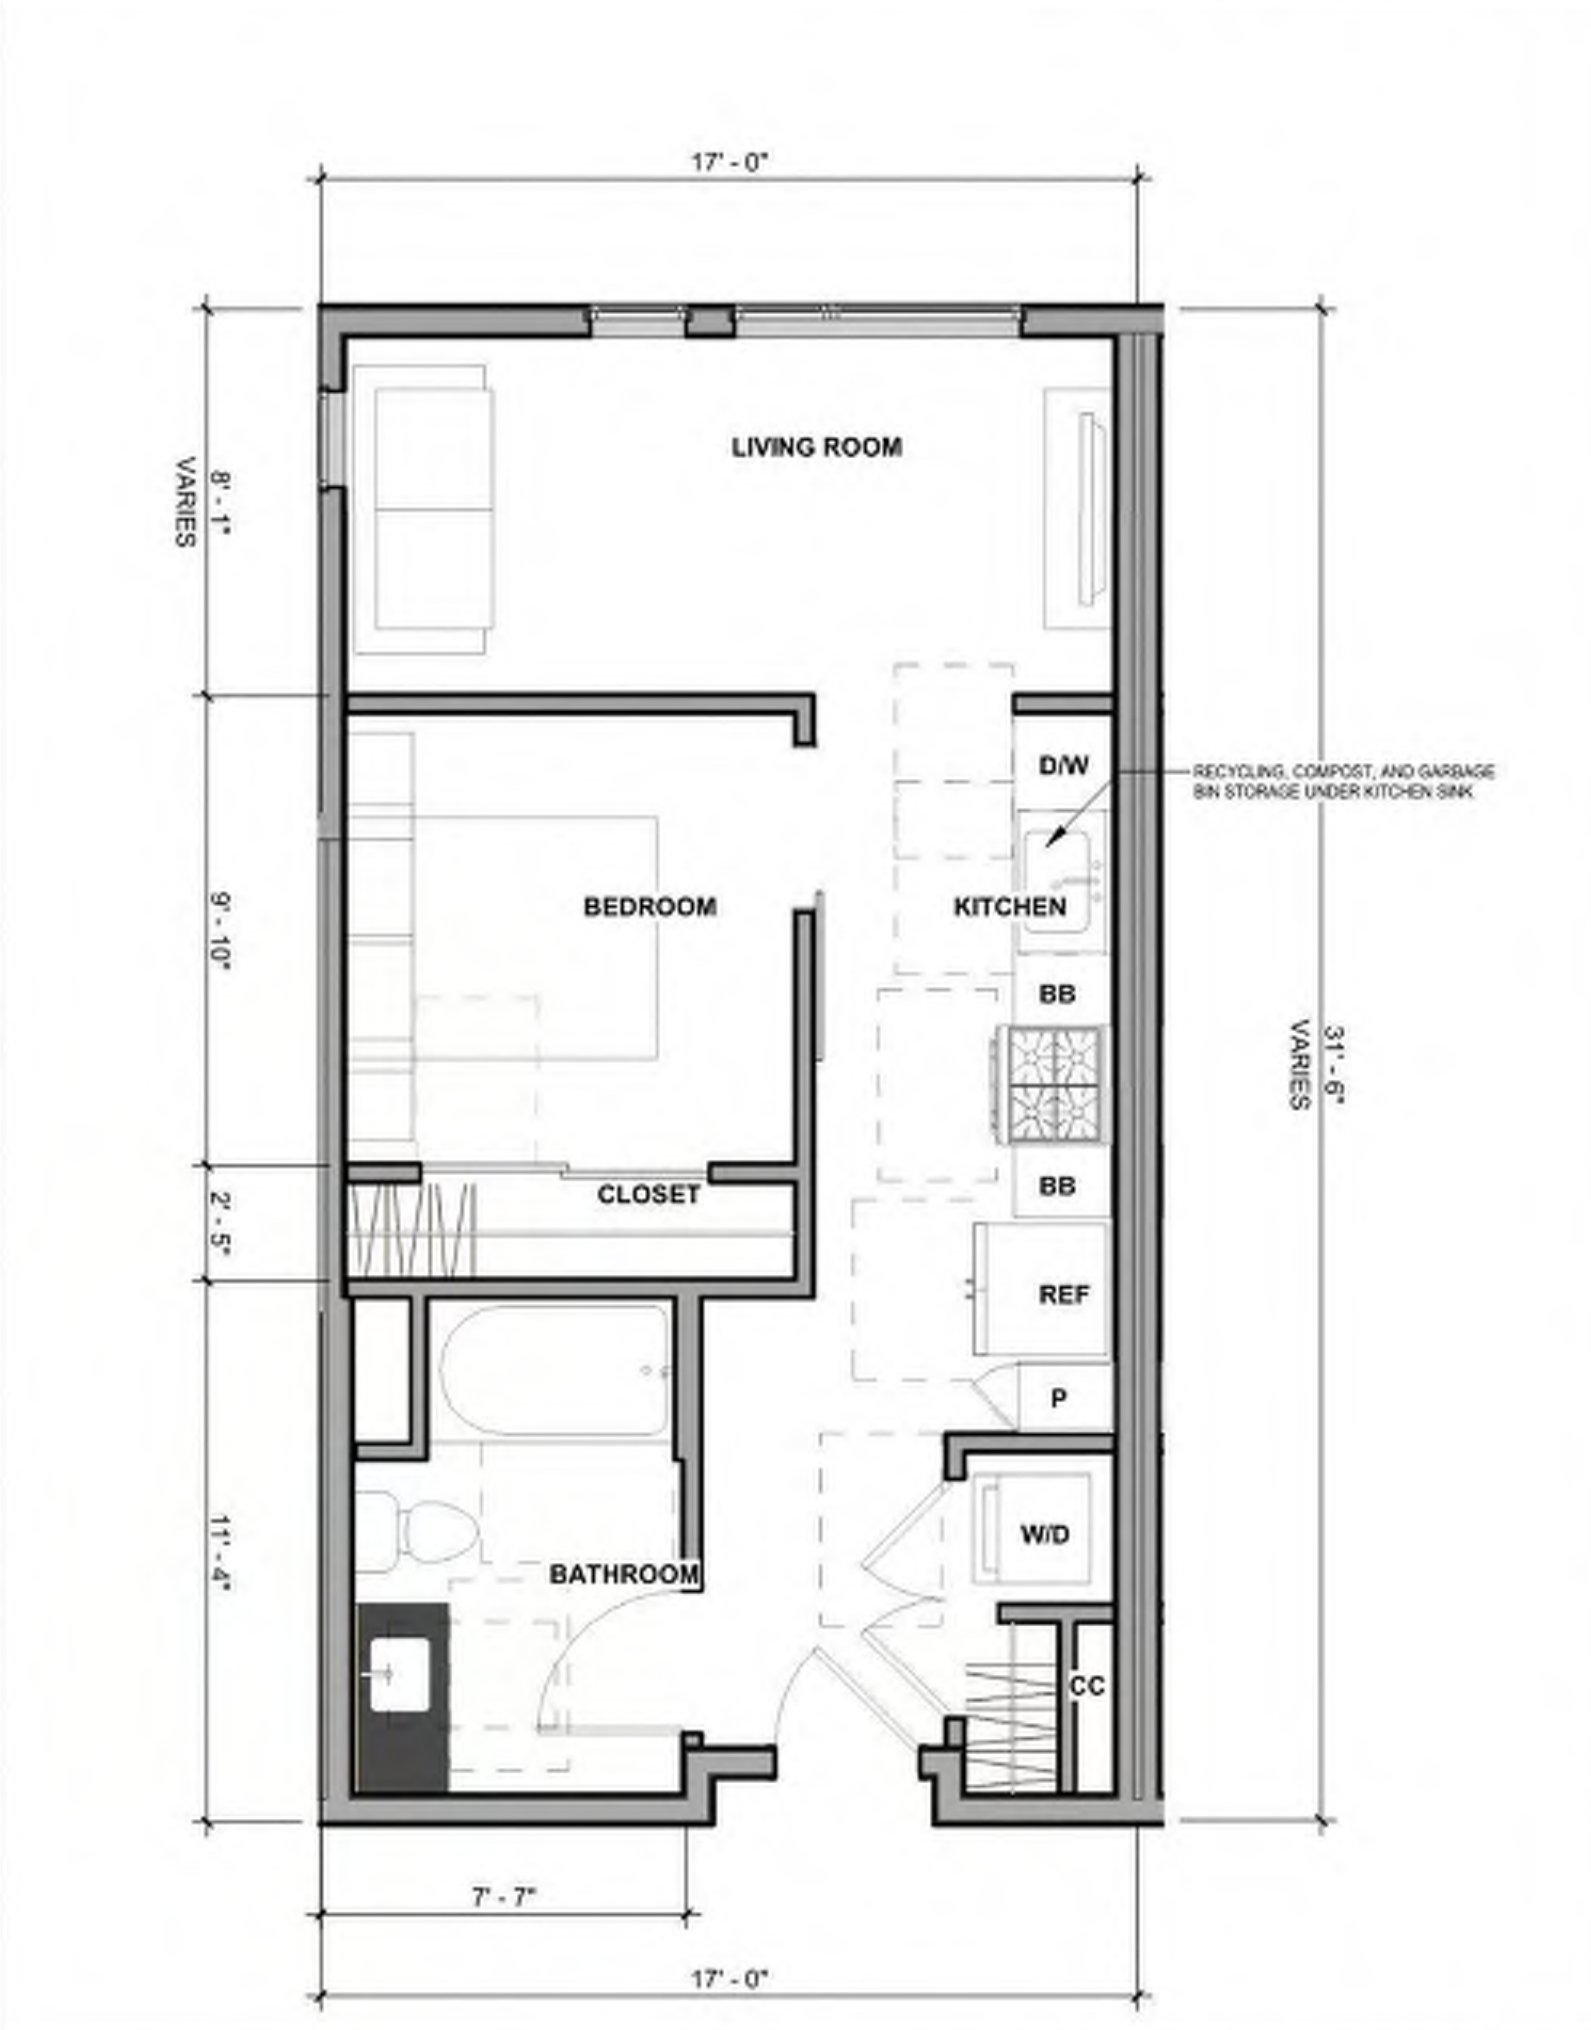 17' - 0"
LIVING ROOM
8' - 1"
VARIES
D/W
RECYCLING, COMPOST, AND GARBAGE
BIN STORAGE UNDER KITCHEN SINK
BEDROOM
KITCHEN
9' - 10"
BB
31' - 6"
VARIES
BB
CLOSET
2' - 5"
REF
P
W/D
11' - 4"
BATHROOM
CC
7' - 7"
17' - 0"